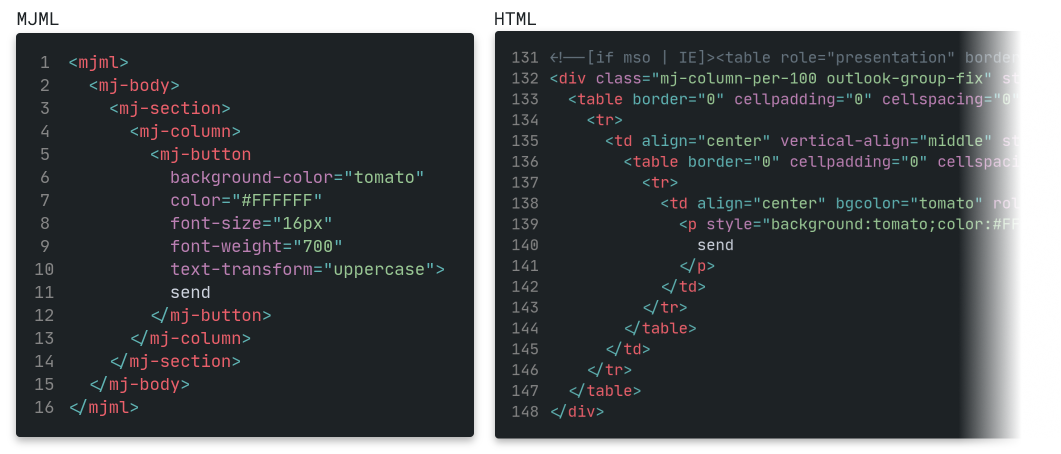 MJML
1 <mjml>
2 <mj-body>
3 <mj-section>
4 <mj-column>
5 <mj-button
6 background-color="tomato"
7 color="#FFFFFF"
8 font-size="16px"
9 font-weight="700"
10 text-transform="uppercase">
11 send
12 </mj-button>
13 </mj-column>
14 </mj-section>
15 </mj-body>
16 </mjml>
HTML
131 <!--[if mso | IE]><table role="presentation" border
132 <div class="mj-column-per-100 outlook-group-fix" st
133 <table border="0" cellpadding="0" cellspacing="0"
134 <tr>
135 <td align="center" vertical-align="middle" st
136 <table border="0" cellpadding="0" cellspaci
137 <tr>
138 <td align="center" bgcolor="tomato" rol
139 <p style="background:tomato;color:#FF
140 send
141 </p>
142 </td>
143 </tr>
144 </table>
145 </td>
146 </tr>
147 </table>
148 </div>